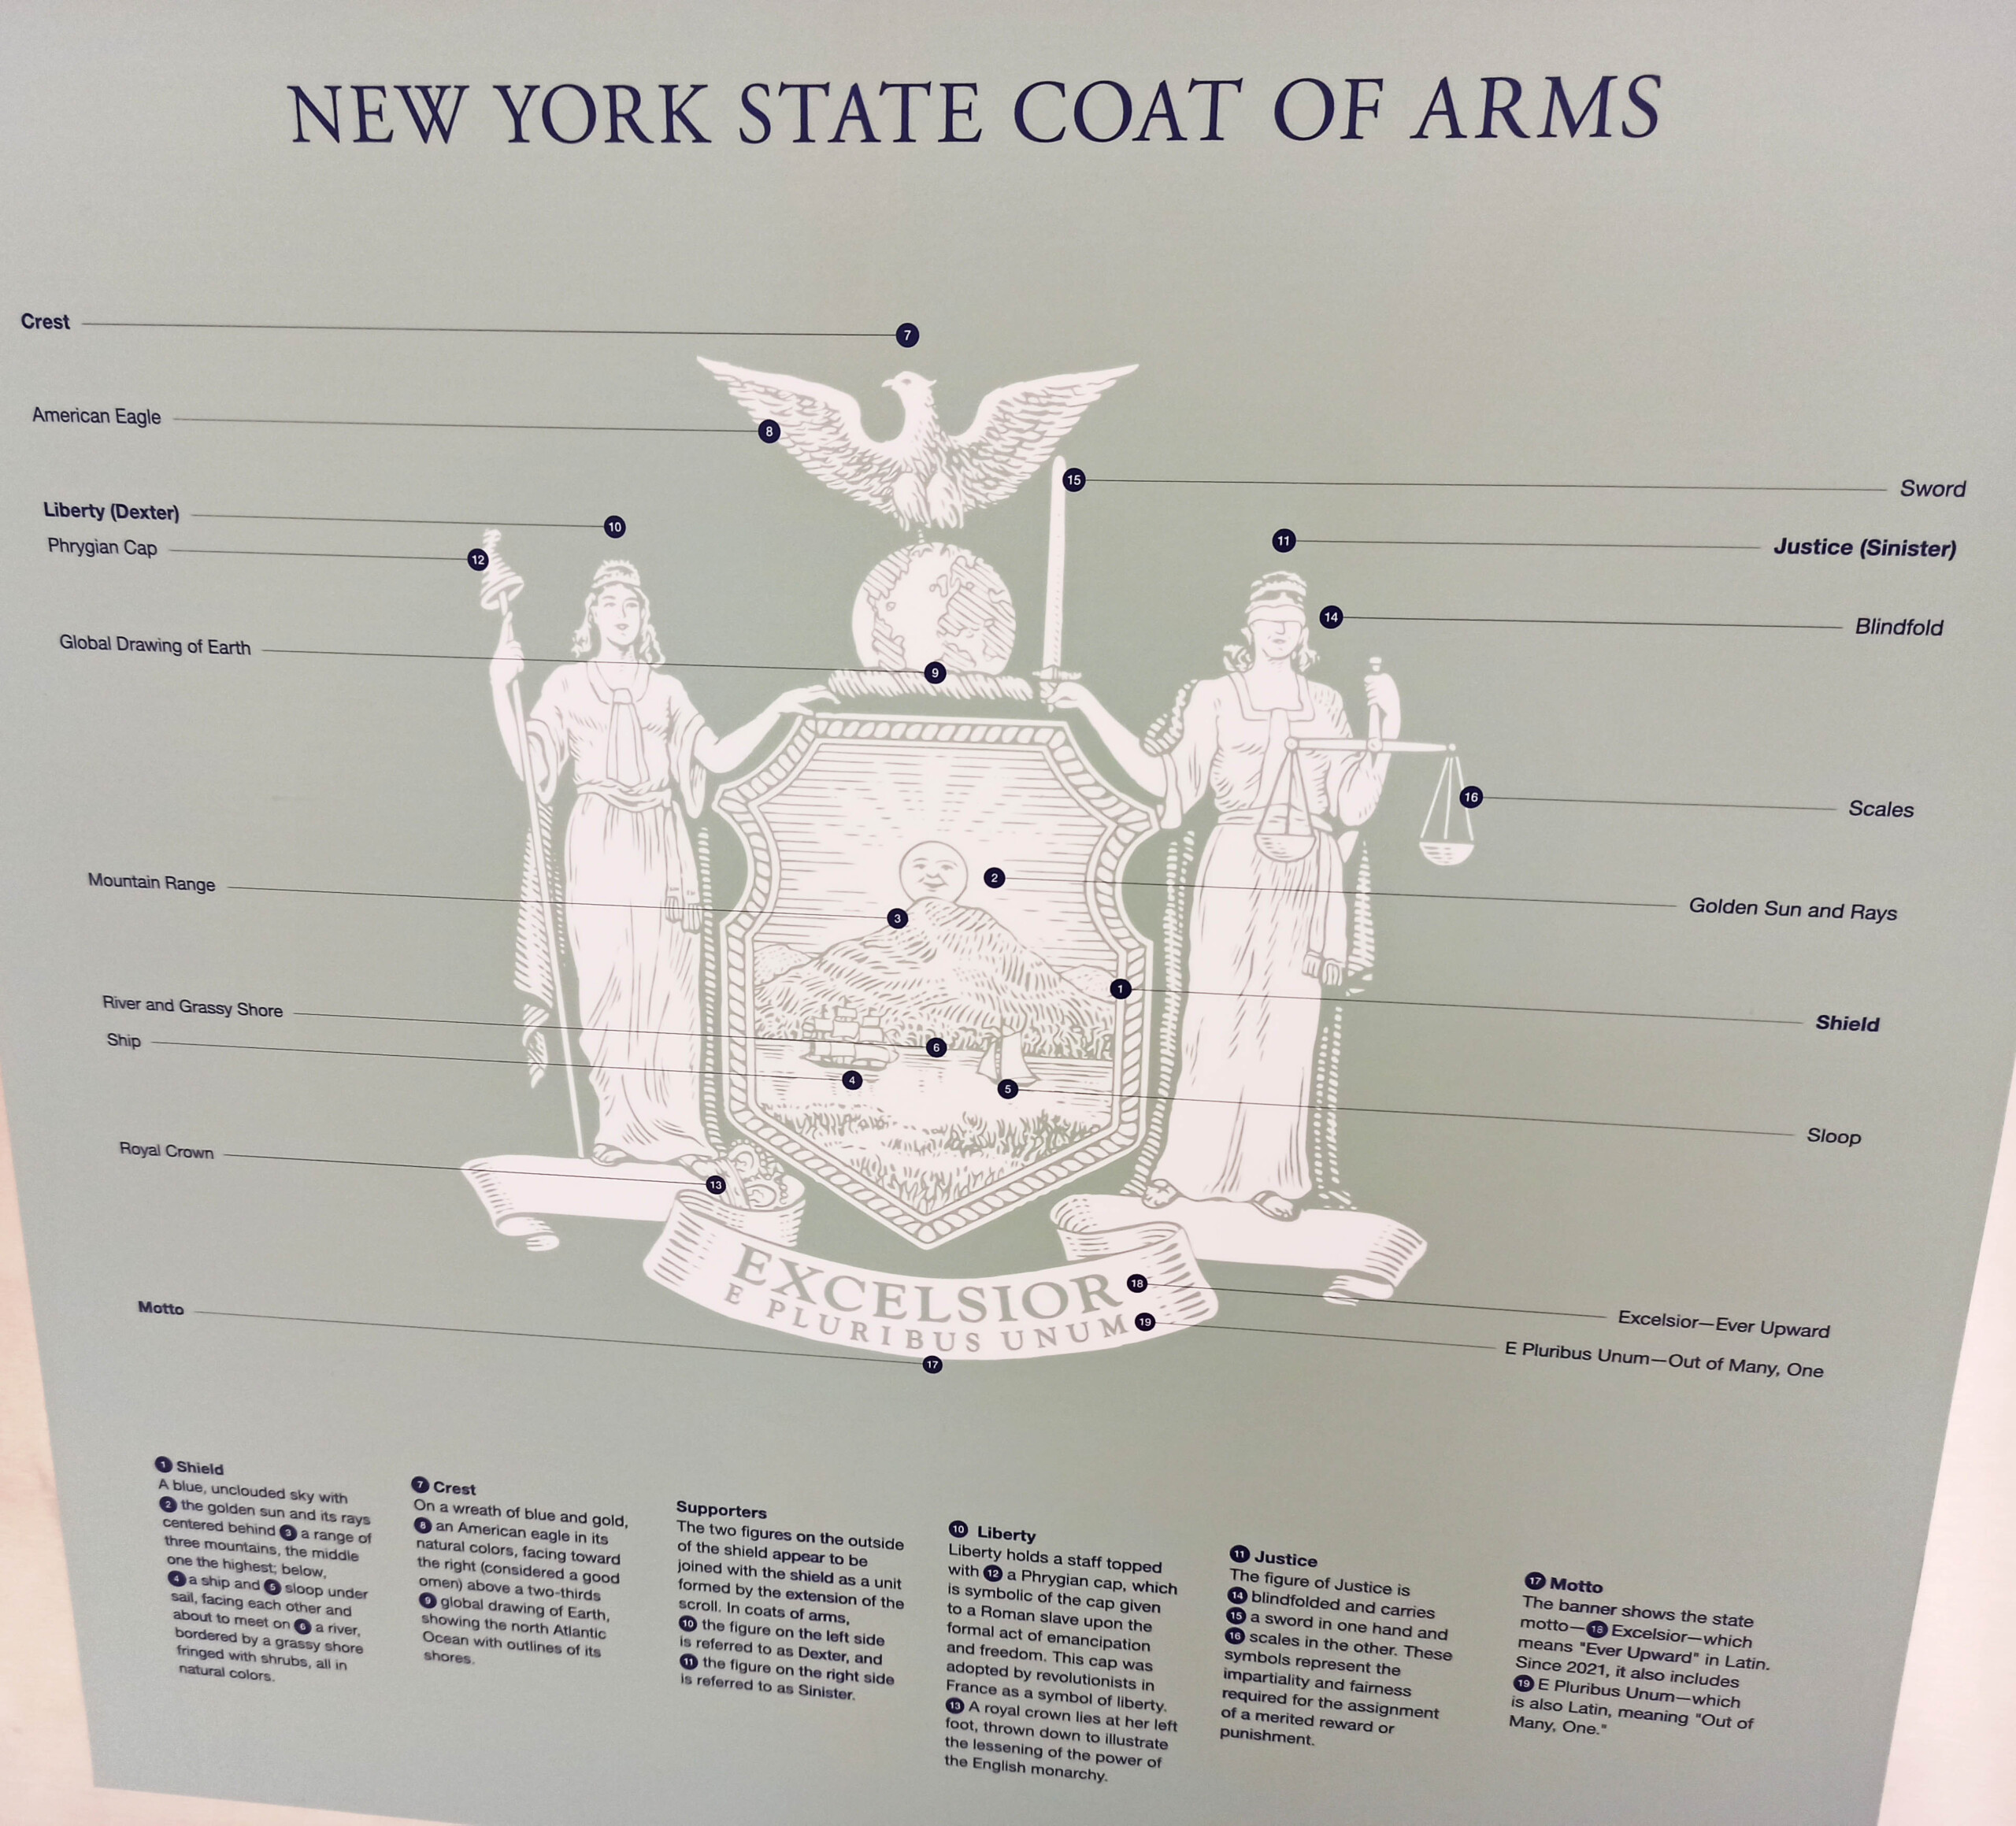 NEW YORK STATE COAT OF ARMS
Crest
7
American Eagle
8
15
Sword
Liberty (Dexter)
10
11
Justice (Sinister)
Phrygian Cap
12
14
Blindfold
Global Drawing of Earth
9
16
Scales
Mountain Range
3
2
Golden Sun and Rays
1
Shield
River and Grassy Shore
6
Ship
4
5
Sloop
Royal Crown
13
EXCELSIOR
18
Excelsior—Ever Upward
E PLURIBUS UNUM
19
E Pluribus Unum—Out of Many, One
Motto
17
1 Shield
A blue, unclouded sky with
2 the golden sun and its rays
centered behind 3 a range of
three mountains, the middle
one the highest; below,
4 a ship and 5 sloop under
sail, facing each other and
about to meet on 6 a river,
bordered by a grassy shore
fringed with shrubs, all in
natural colors.
7 Crest
On a wreath of blue and gold,
8 an American eagle in its
natural colors, facing toward
the right (considered a good
omen) above a two-thirds
9 global drawing of Earth,
showing the north Atlantic
Ocean with outlines of its
shores.
Supporters
The two figures on the outside
of the shield appear to be
joined with the shield as a unit
formed by the extension of the
scroll. In coats of arms,
10 the figure on the left side
is referred to as Dexter, and
11 the figure on the right side
is referred to as Sinister.
10 Liberty
Liberty holds a staff topped
with 12 a Phrygian cap, which
is symbolic of the cap given
to a Roman slave upon the
formal act of emancipation
and freedom. This cap was
adopted by revolutionists in
France as a symbol of liberty.
13 A royal crown lies at her left
foot, thrown down to illustrate
the lessening of the power of
the English monarchy.
11 Justice
The figure of Justice is
14 blindfolded and carries
15 a sword in one hand and
16 scales in the other. These
symbols represent the
impartiality and fairness
required for the assignment
of a merited reward or
punishment.
17 Motto
The banner shows the state
motto—18 Excelsior—which
means "Ever Upward" in Latin.
Since 2021, it also includes
19 E Pluribus Unum—which
is also Latin, meaning "Out of
Many, One."